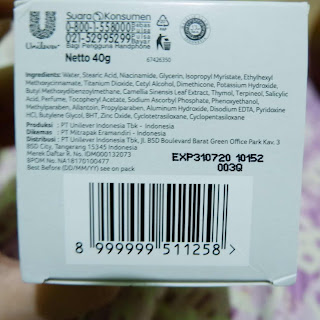 Unilever
Suara Konsumen
0-800-1-558000
021-52995299
Bagi Pengguna Handphone
Netto 40g
67426350
Ingredients: Water, Stearic Acid, Niacinamide, Glycerin, Isopropyl Myristate, Ethylhexyl
Methoxycinnamate, Titanium Dioxide, Cetyl Alcohol, Dimethicone, Potassium Hydroxide,
Butyl Methoxydibenzoylmethane, Camellia Sinensis Leaf Extract, Thymol, Terpineol, Salicylic
Acid, Perfume, Tocopheryl Acetate, Sodium Ascorbyl Phosphate, Phenoxyethanol,
Methylparaben, Allantoin, Propylparaben, Aluminum Hydroxide, Disodium EDTA, Pyridoxine
HCl, Butylene Glycol, BHT, Zinc Oxide, Cyclotetrasiloxane, Cyclopentasiloxane
Produksi : PT Unilever Indonesia Tbk, Cikarang - Indonesia
Dikemas : PT Mitrapak Eramandiri - Indonesia
PT Unilever Indonesia Tbk, Jl. BSD Boulevard Barat Green Office Park Kav. 3
BSD City, Tangerang 15345 Indonesia
Merek Daftar R. No. IDM000132073
BPOM No. NA18170100477
Best Before (DD/MM/YY) see on pack
EXP310720 10152
003Q
8 999999 511258 >